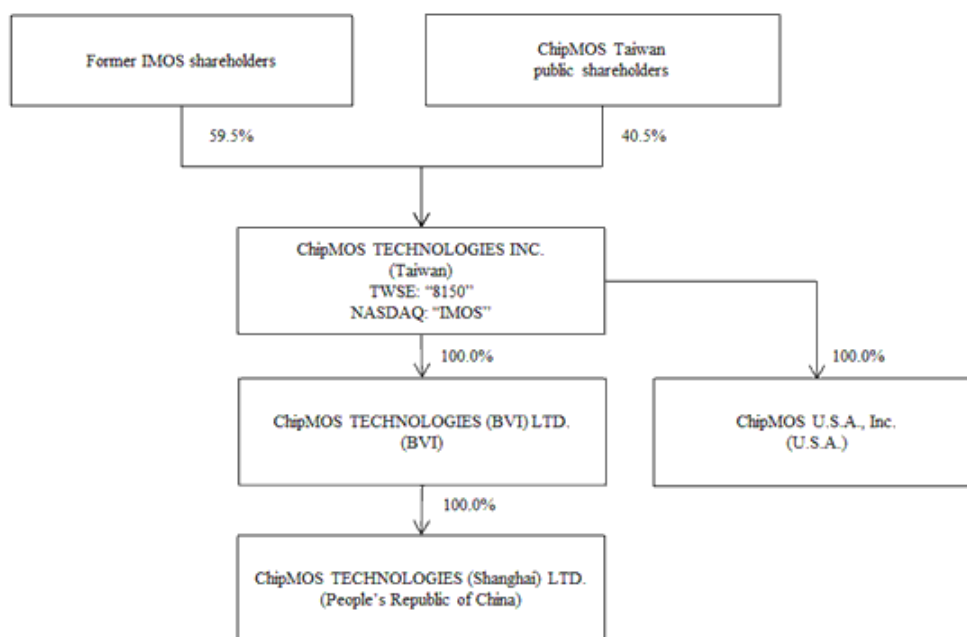 Former IMOS shareholders
ChipMOS Taiwan
public shareholders
59.5%
40.5%
ChipMOS TECHNOLOGIES INC.
(Taiwan)
TWSE: “8150”
NASDAQ: “IMOS”
100.0%
100.0%
ChipMOS TECHNOLOGIES (BVI) LTD.
(BVI)
ChipMOS U.S.A., Inc.
(U.S.A.)
100.0%
ChipMOS TECHNOLOGIES (Shanghai) LTD.
(People’s Republic of China)